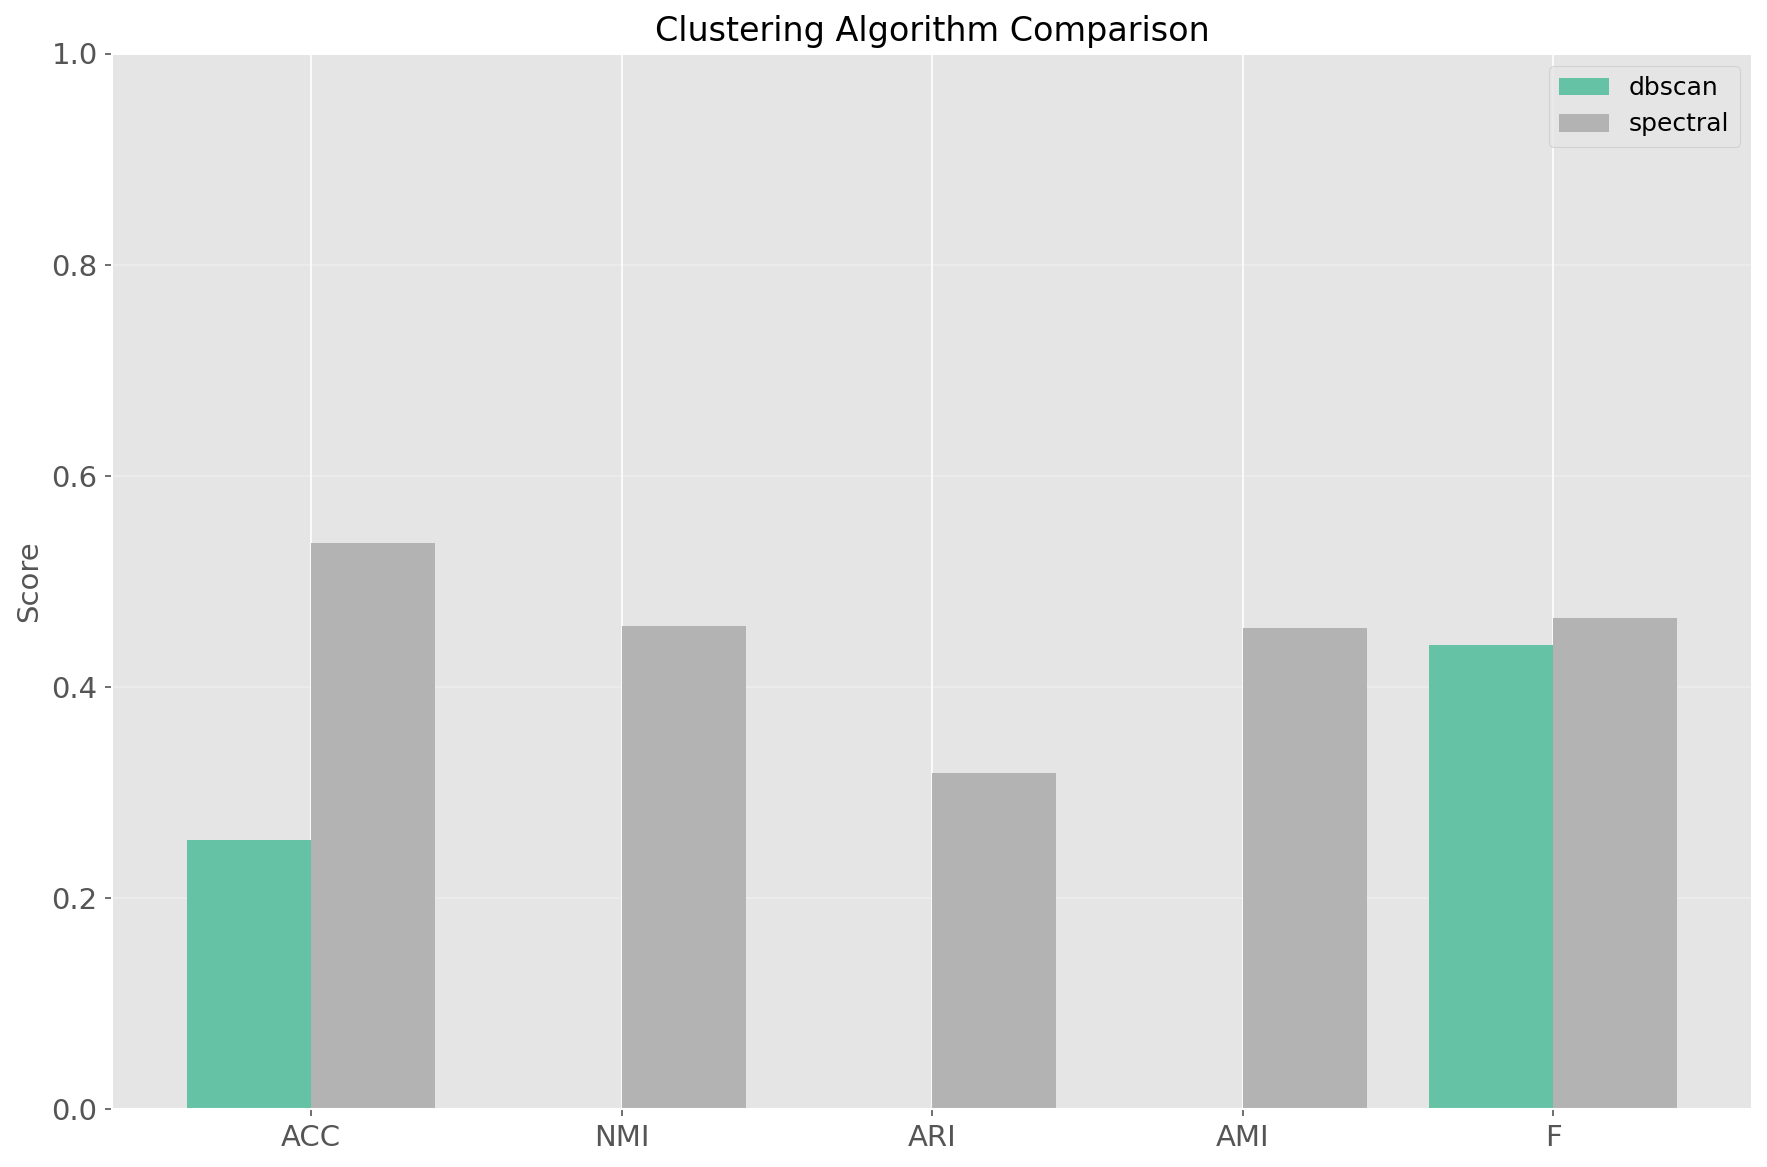 Clustering Algorithm Comparison
1.0
0.8
0.6
0.4
0.2
0.0
Score
dbscan
spectral
ACC NMI ARI AMI F